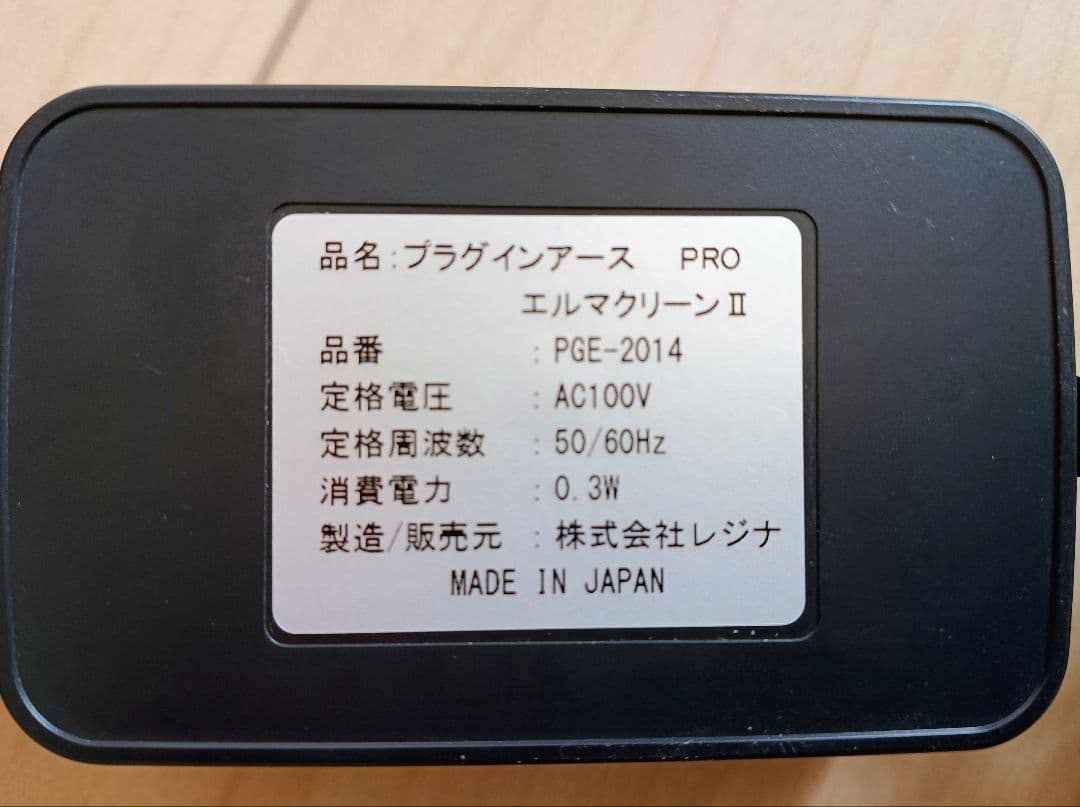 品名:プラグインアース PRO
エルマクリーンⅡ
品番 : PGE-2014
定格電圧 : AC100V
定格周波数 : 50/60Hz
消費電力 : 0.3W
製造/販売元 : 株式会社レジナ
MADE IN JAPAN